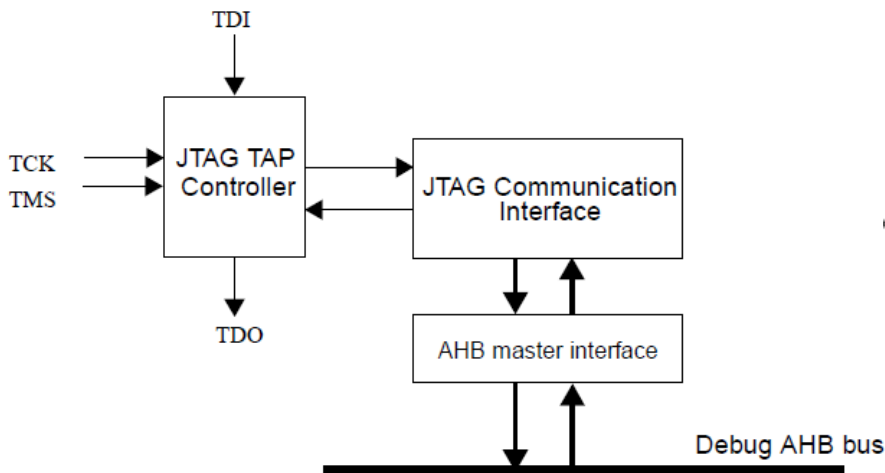 TDI
TCK
TMS
JTAG TAP
Controller
JTAG Communication
Interface
TDO
AHB master interface
Debug AHB bus